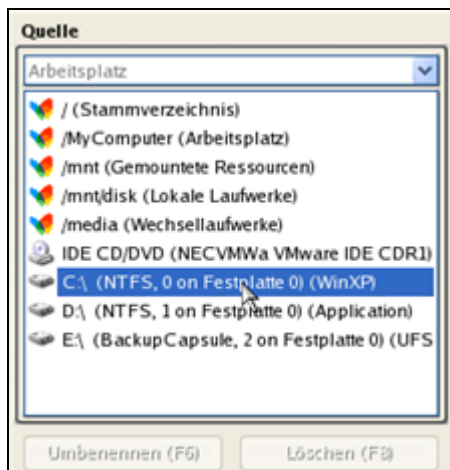 Quelle
Arbeitsplatz
/ (Stammverzeichnis)
/MyComputer (Arbeitsplatz)
/mnt (Gemountete Ressourcen)
/mnt/disk (Lokale Laufwerke)
/media (Wechsellaufwerke)
IDE CD/DVD (NECVMWa VMware IDE CDR1)
C:\ (NTFS, 0 on Festplatte 0) (WinXP)
D:\ (NTFS, 1 on Festplatte 0) (Application)
E:\ (BackupCapsule, 2 on Festplatte 0) (UFS
Umbenennen (F6) Löschen (F8)